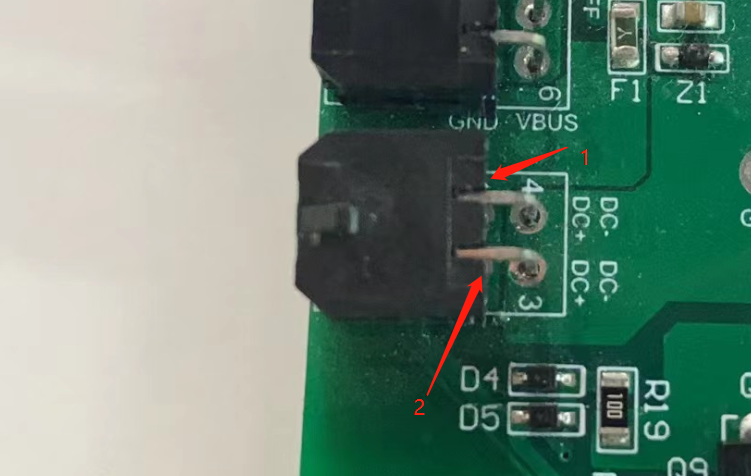 FF
6
F1
Z1
GND VBUS
1
4
DC+ DC-
DC+ DC-
3
2
D4
D5
100
R19
Q9